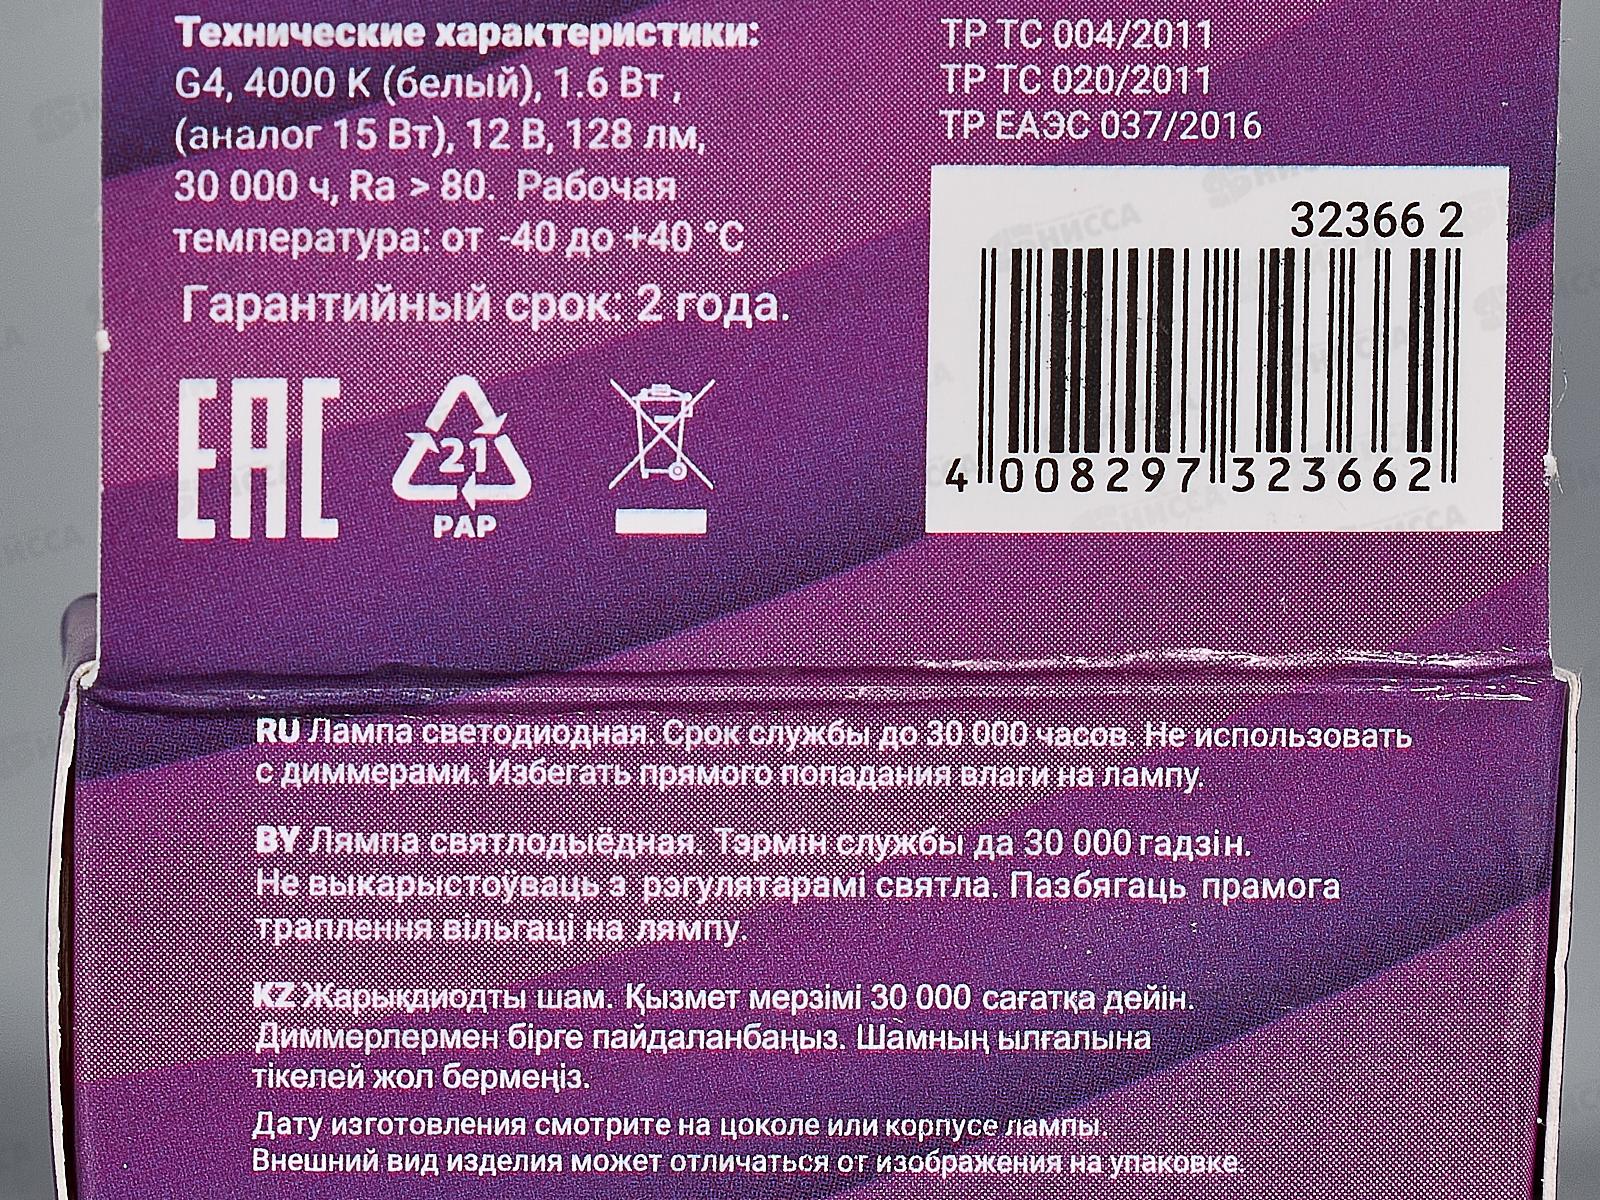 Технические характеристики:
G4, 4000 K (белый), 1.6 Вт ,
(аналог 15 Вт), 12 В, 128 лм,
30 000 ч, Ra > 80. Рабочая
температура: от -40 до +40 °С
Гарантийный срок: 2 года.
ТР ТС 004/2011
ТР ТС 020/2011
ТР ЕАЭС 037/2016
32366 2
4 008297 323662
EAC
21
PAP
RU Лампа светодиодная. Срок службы до 30 000 часов. Не использовать
с диммерами. Избегать прямого попадания влаги на лампу.
BY Лямпа святлодыёдная. Тэрмін службы да 30 000 гадзін.
Не выкарыстоўваць з рэгулятарамі святла. Пазбягаць прамога
траплення вільгаці на лямпу.
KZ Жарықдиодты шам. Қызмет мерзімі 30 000 сағатқа дейін.
Диммерлермен бірге пайдаланбаңыз. Шамның ылғалына
тікелей жол бермеңіз.
Дату изготовления смотрите на цоколе или корпусе лампы.
Внешний вид изделия может отличаться от изображения на упаковке.
НИССА